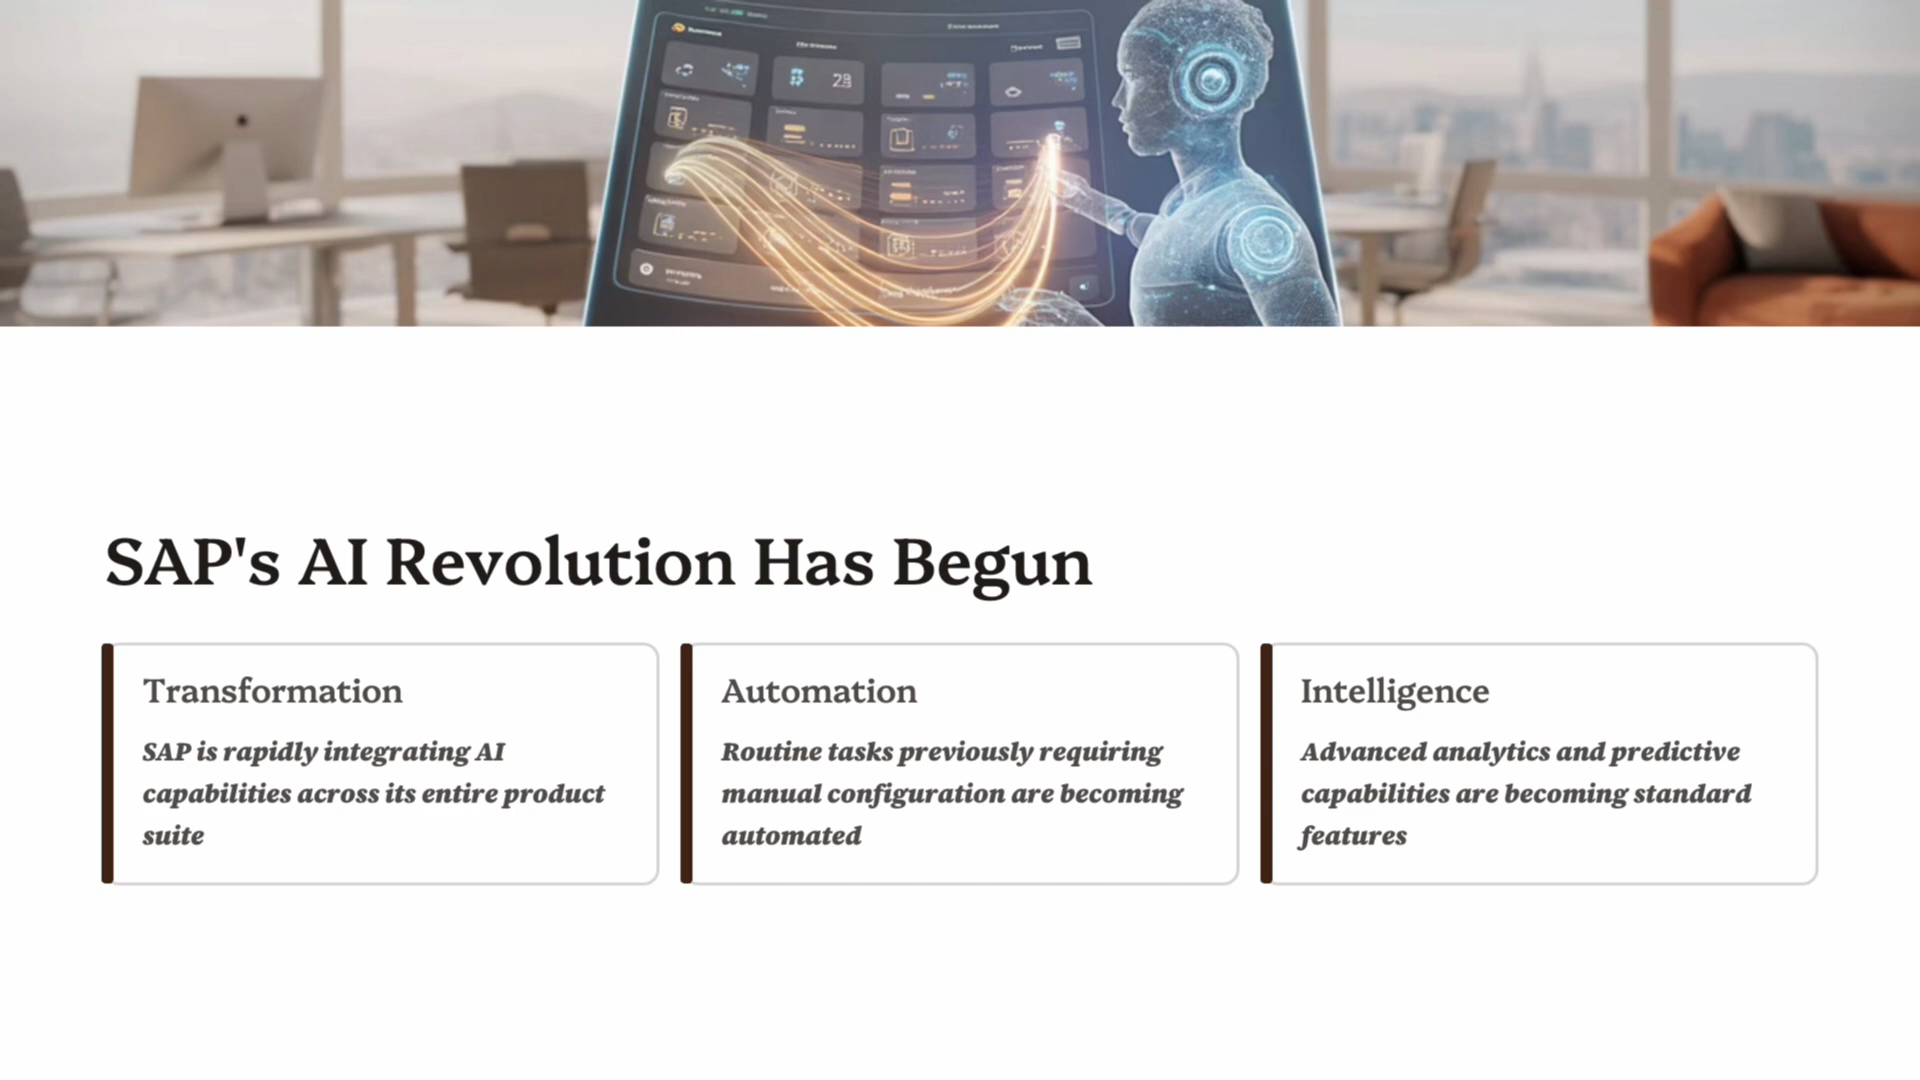 29
SAP's AI Revolution Has Begun
Transformation
SAP is rapidly integrating AI
capabilities across its entire product
suite
Automation
Routine tasks previously requiring
manual configuration are becoming
automated
Intelligence
Advanced analytics and predictive
capabilities are becoming standard
features